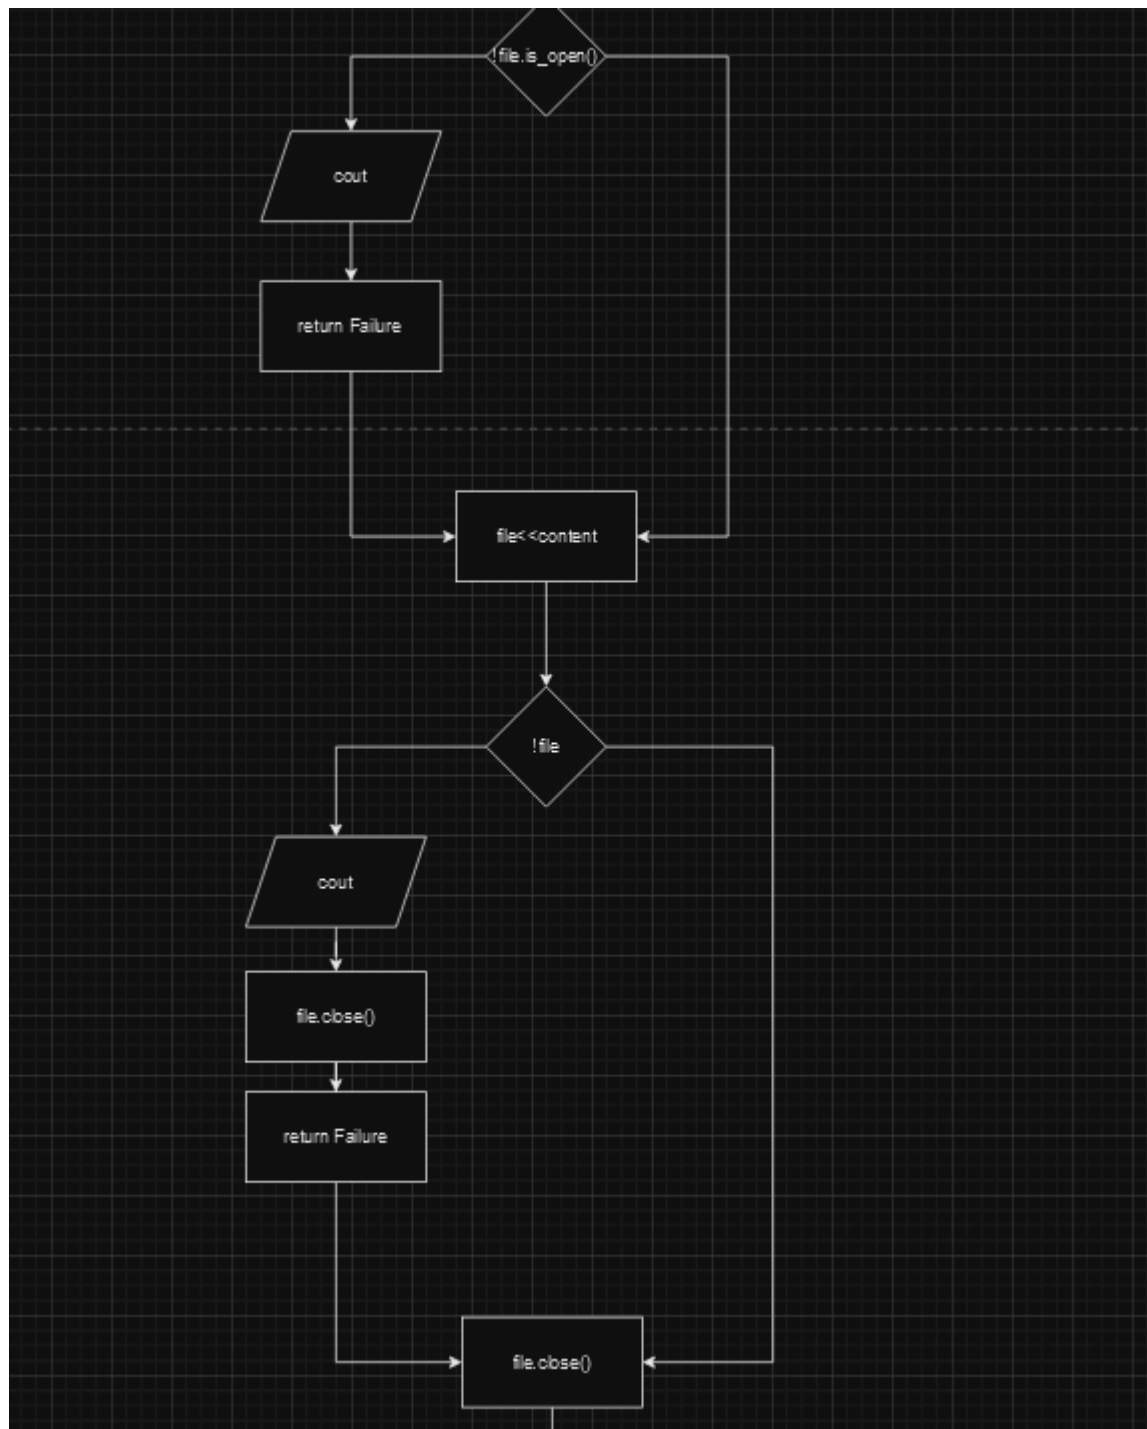 !file.is_open()
cout
return Failure
file<<content
!file
cout
file.close()
return Failure
file.close()